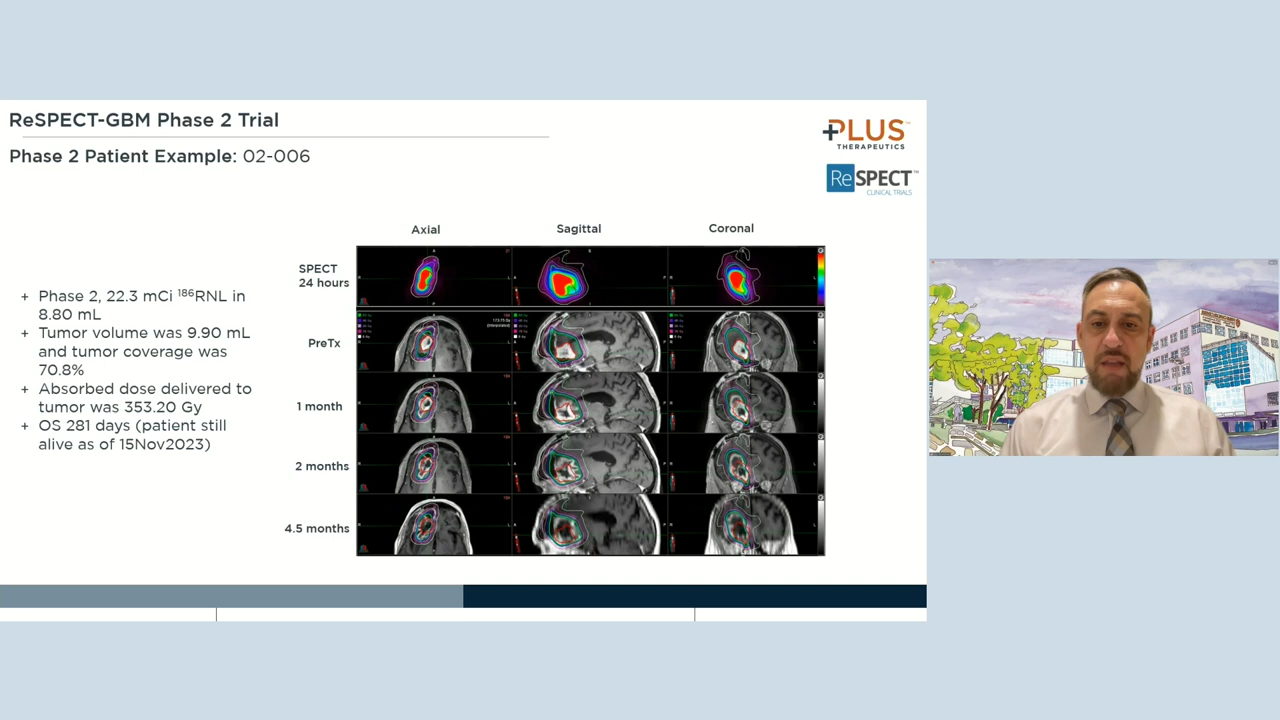 ReSPECT-GBM Phase 2 Trial
Phase 2 Patient Example: 02-006
+PLUS™
THERAPEUTICS
ReSPECT™
CLINICAL TRIALS
Axial
Sagittal
Coronal
SPECT
24 hours
PreTx
1 month
2 months
4.5 months
+ Phase 2, 22.3 mCi ¹⁸⁶RNL in
8.80 mL
+ Tumor volume was 9.90 mL
and tumor coverage was
70.8%
+ Absorbed dose delivered to
tumor was 353.20 Gy
+ OS 281 days (patient still
alive as of 15Nov2023)